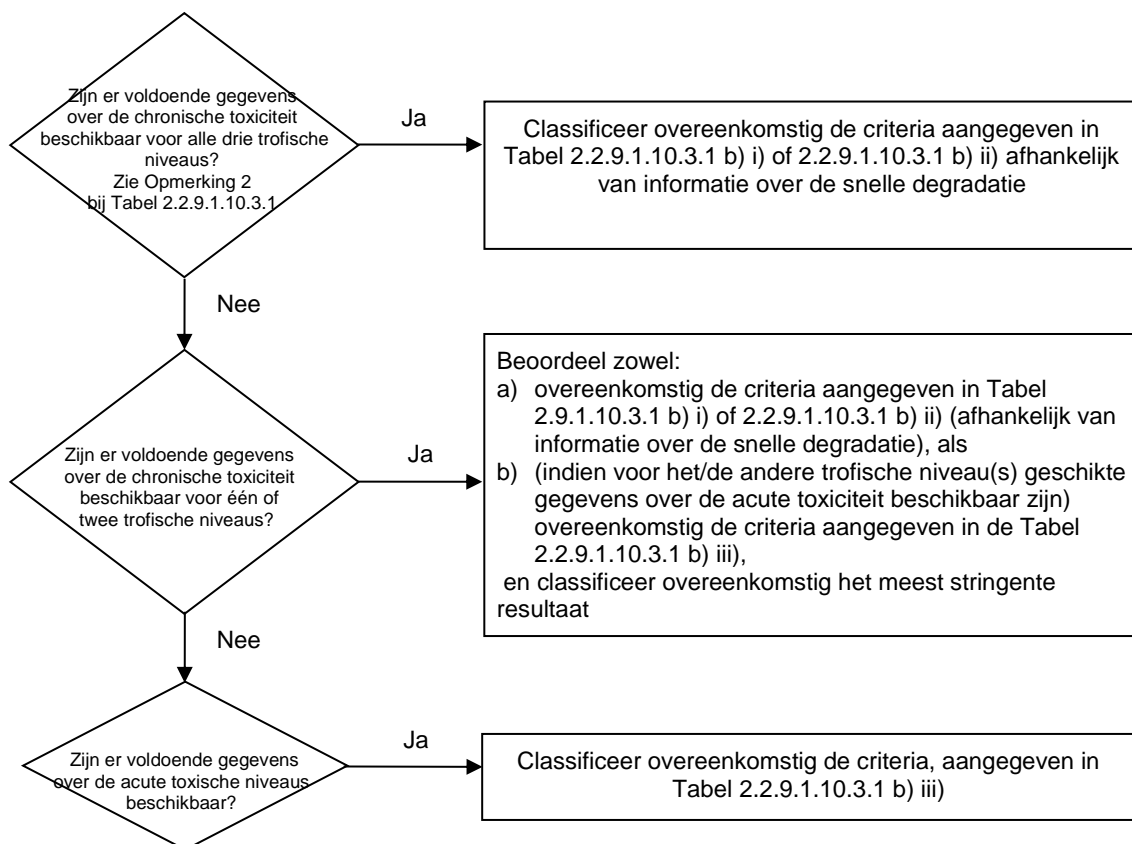 Zijn er voldoende gegevens
over de chronische toxiciteit
beschikbaar voor alle drie trofische
niveaus?
Zie Opmerking 2
bij Tabel 2.2.9.1.10.3.1
Ja
Classificeer overeenkomstig de criteria aangegeven in
Tabel 2.2.9.1.10.3.1 b) i) of 2.2.9.1.10.3.1 b) ii) afhankelijk
van informatie over de snelle degradatie
Nee
Zijn er voldoende gegevens
over de chronische toxiciteit
beschikbaar voor één of
twee trofische niveaus?
Ja
Beoordeel zowel:
a) overeenkomstig de criteria aangegeven in Tabel
2.9.1.10.3.1 b) i) of 2.2.9.1.10.3.1 b) ii) (afhankelijk van
informatie over de snelle degradatie), als
b) (indien voor het/de andere trofische niveau(s) geschikte
gegevens over de acute toxiciteit beschikbaar zijn)
overeenkomstig de criteria aangegeven in de Tabel
2.2.9.1.10.3.1 b) iii),
en classificeer overeenkomstig het meest stringente
resultaat
Nee
Zijn er voldoende gegevens
over de acute toxische niveaus
beschikbaar?
Ja
Classificeer overeenkomstig de criteria, aangegeven in
Tabel 2.2.9.1.10.3.1 b) iii)